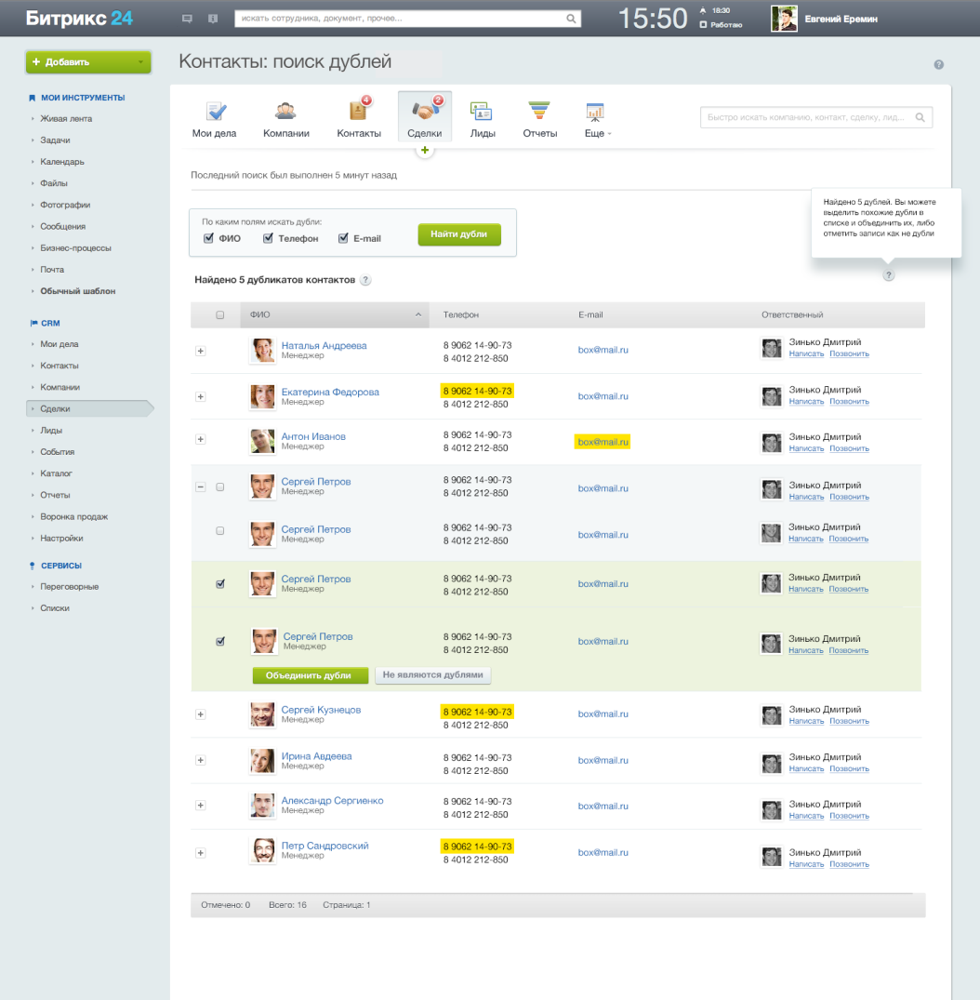 Битрикс 24
искать сотрудника, документ, прочее...
15:50
18:30
Работаю
Евгений Еремин
+ Добавить
Контакты: поиск дублей
?
МОИ ИНСТРУМЕНТЫ
Живая лента
Задачи
Календарь
Файлы
Фотографии
Сообщения
Бизнес-процессы
Почта
Обычный шаблон
CRM
Мои дела
Контакты
Компании
Сделки
Лиды
События
Каталог
Отчеты
Воронка продаж
Настройки
СЕРВИСЫ
Переговорные
Списки
4
2
Мои дела
Компании
Контакты
Сделки
Лиды
Отчеты
Еще
+
Быстро искать компанию, контакт, сделку, лид...
Последний поиск был выполнен 5 минут назад
Найдено 5 дублей. Вы можете
выделить похожие дубли в
списке и объединить их, либо
отметить записи как не дубли
?
По каким полям искать дубли:
ФИО
Телефон
E-mail
Найти дубли
Найдено 5 дубликатов контактов ?
ФИО
Телефон
E-mail
Ответственный
Наталья Андреева
Менеджер
8 9062 14-90-73
8 4012 212-850
box@mail.ru
Зинько Дмитрий
Написать Позвонить
Екатерина Федорова
Менеджер
8 9062 14-90-73
8 4012 212-850
box@mail.ru
Зинько Дмитрий
Написать Позвонить
Антон Иванов
Менеджер
8 9062 14-90-73
8 4012 212-850
box@mail.ru
Зинько Дмитрий
Написать Позвонить
Сергей Петров
Менеджер
8 9062 14-90-73
8 4012 212-850
box@mail.ru
Зинько Дмитрий
Написать Позвонить
Сергей Петров
Менеджер
8 9062 14-90-73
8 4012 212-850
box@mail.ru
Зинько Дмитрий
Написать Позвонить
Сергей Петров
Менеджер
8 9062 14-90-73
8 4012 212-850
box@mail.ru
Зинько Дмитрий
Написать Позвонить
Сергей Петров
Менеджер
8 9062 14-90-73
8 4012 212-850
box@mail.ru
Зинько Дмитрий
Написать Позвонить
Объединить дубли
Не являются дублями
Сергей Кузнецов
Менеджер
8 9062 14-90-73
8 4012 212-850
box@mail.ru
Зинько Дмитрий
Написать Позвонить
Ирина Авдеева
Менеджер
8 9062 14-90-73
8 4012 212-850
box@mail.ru
Зинько Дмитрий
Написать Позвонить
Александр Сергиенко
Менеджер
8 9062 14-90-73
8 4012 212-850
box@mail.ru
Зинько Дмитрий
Написать Позвонить
Петр Сандровский
Менеджер
8 9062 14-90-73
8 4012 212-850
box@mail.ru
Зинько Дмитрий
Написать Позвонить
Отмечено: 0
Всего: 16
Страница: 1